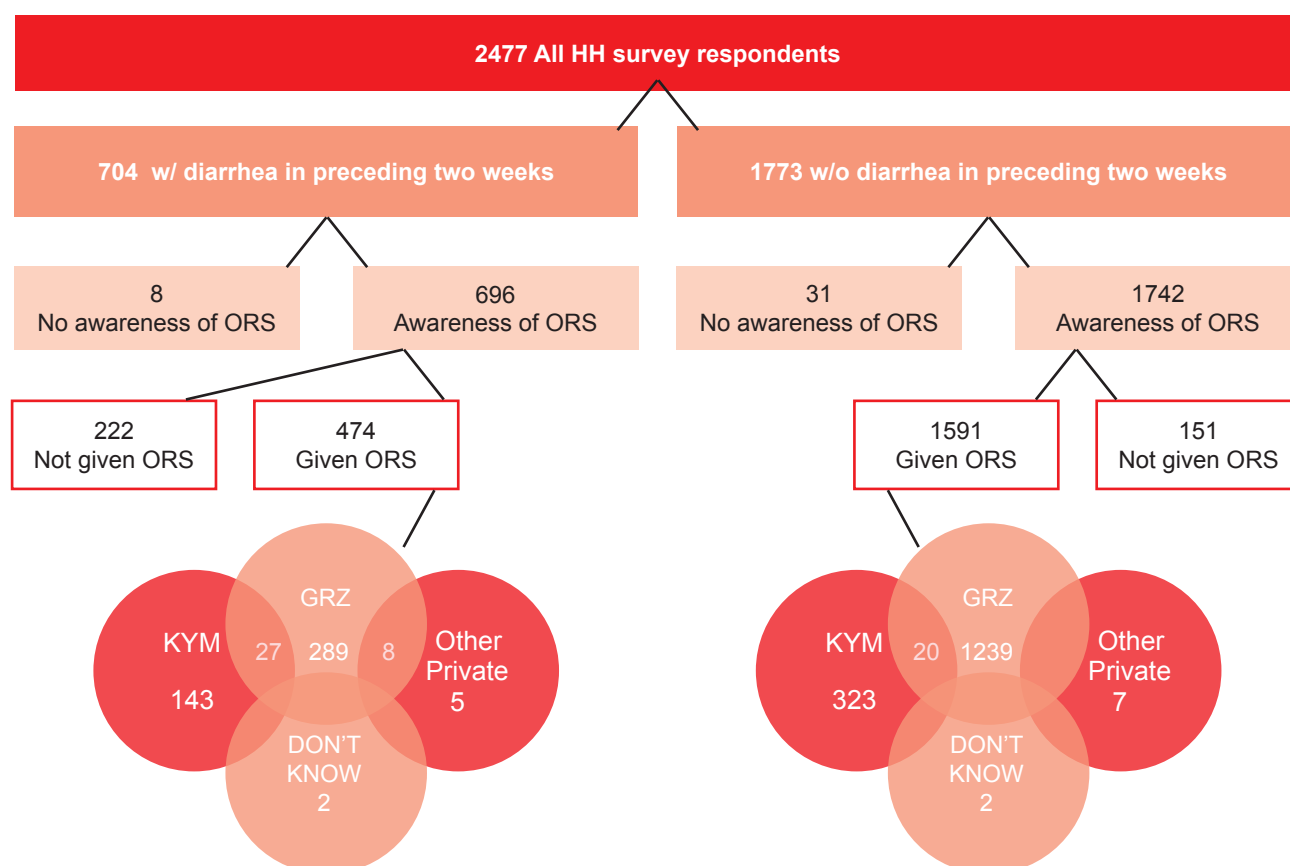 2477 All HH survey respondents
704 w/ diarrhea in preceding two weeks
1773 w/o diarrhea in preceding two weeks
8
No awareness of ORS
696
Awareness of ORS
31
No awareness of ORS
1742
Awareness of ORS
222
Not given ORS
474
Given ORS
1591
Given ORS
151
Not given ORS
GRZ
KYM
27
289
8
Other
Private
143
5
DON'T
KNOW
2
GRZ
KYM
20
1239
Other
Private
323
7
DON'T
KNOW
2